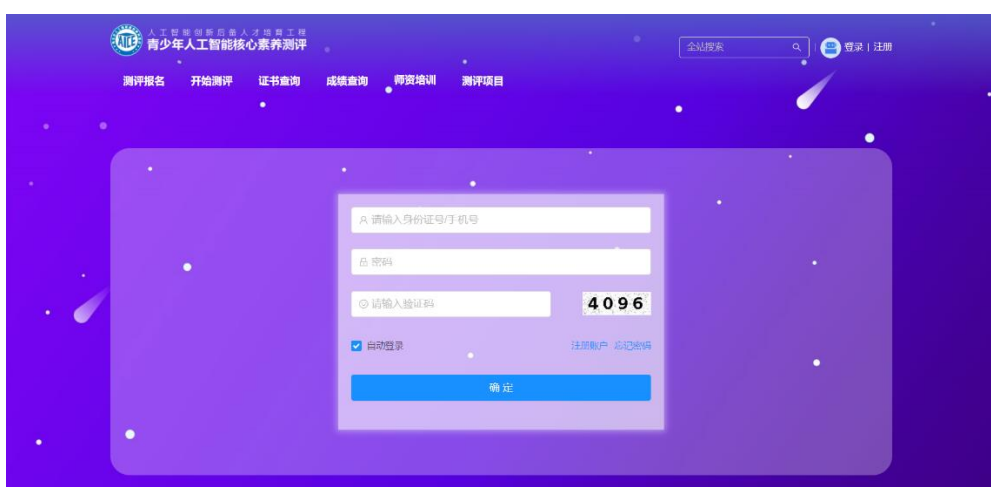 人工智能创新后备人才培育工程
青少年人工智能核心素养测评
全站搜索
登录 | 注册
测评报名 开始测评 证书查询 成绩查询 师资培训 测评项目
请输入身份证号/手机号
密码
请输入验证码
4096
自动登录
注册账户 忘记密码
确定